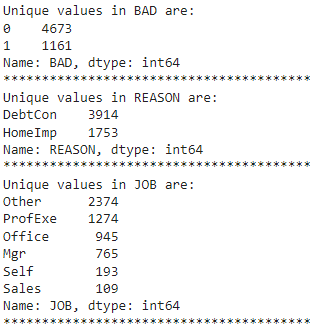 Unique values in BAD are:
0    4673
1    1161
Name: BAD, dtype: int64
****************************************
Unique values in REASON are:
DebtCon    3914
HomeImp    1753
Name: REASON, dtype: int64
****************************************
Unique values in JOB are:
Other      2374
ProfExe    1274
Office      945
Mgr         765
Self        193
Sales       109
Name: JOB, dtype: int64
****************************************